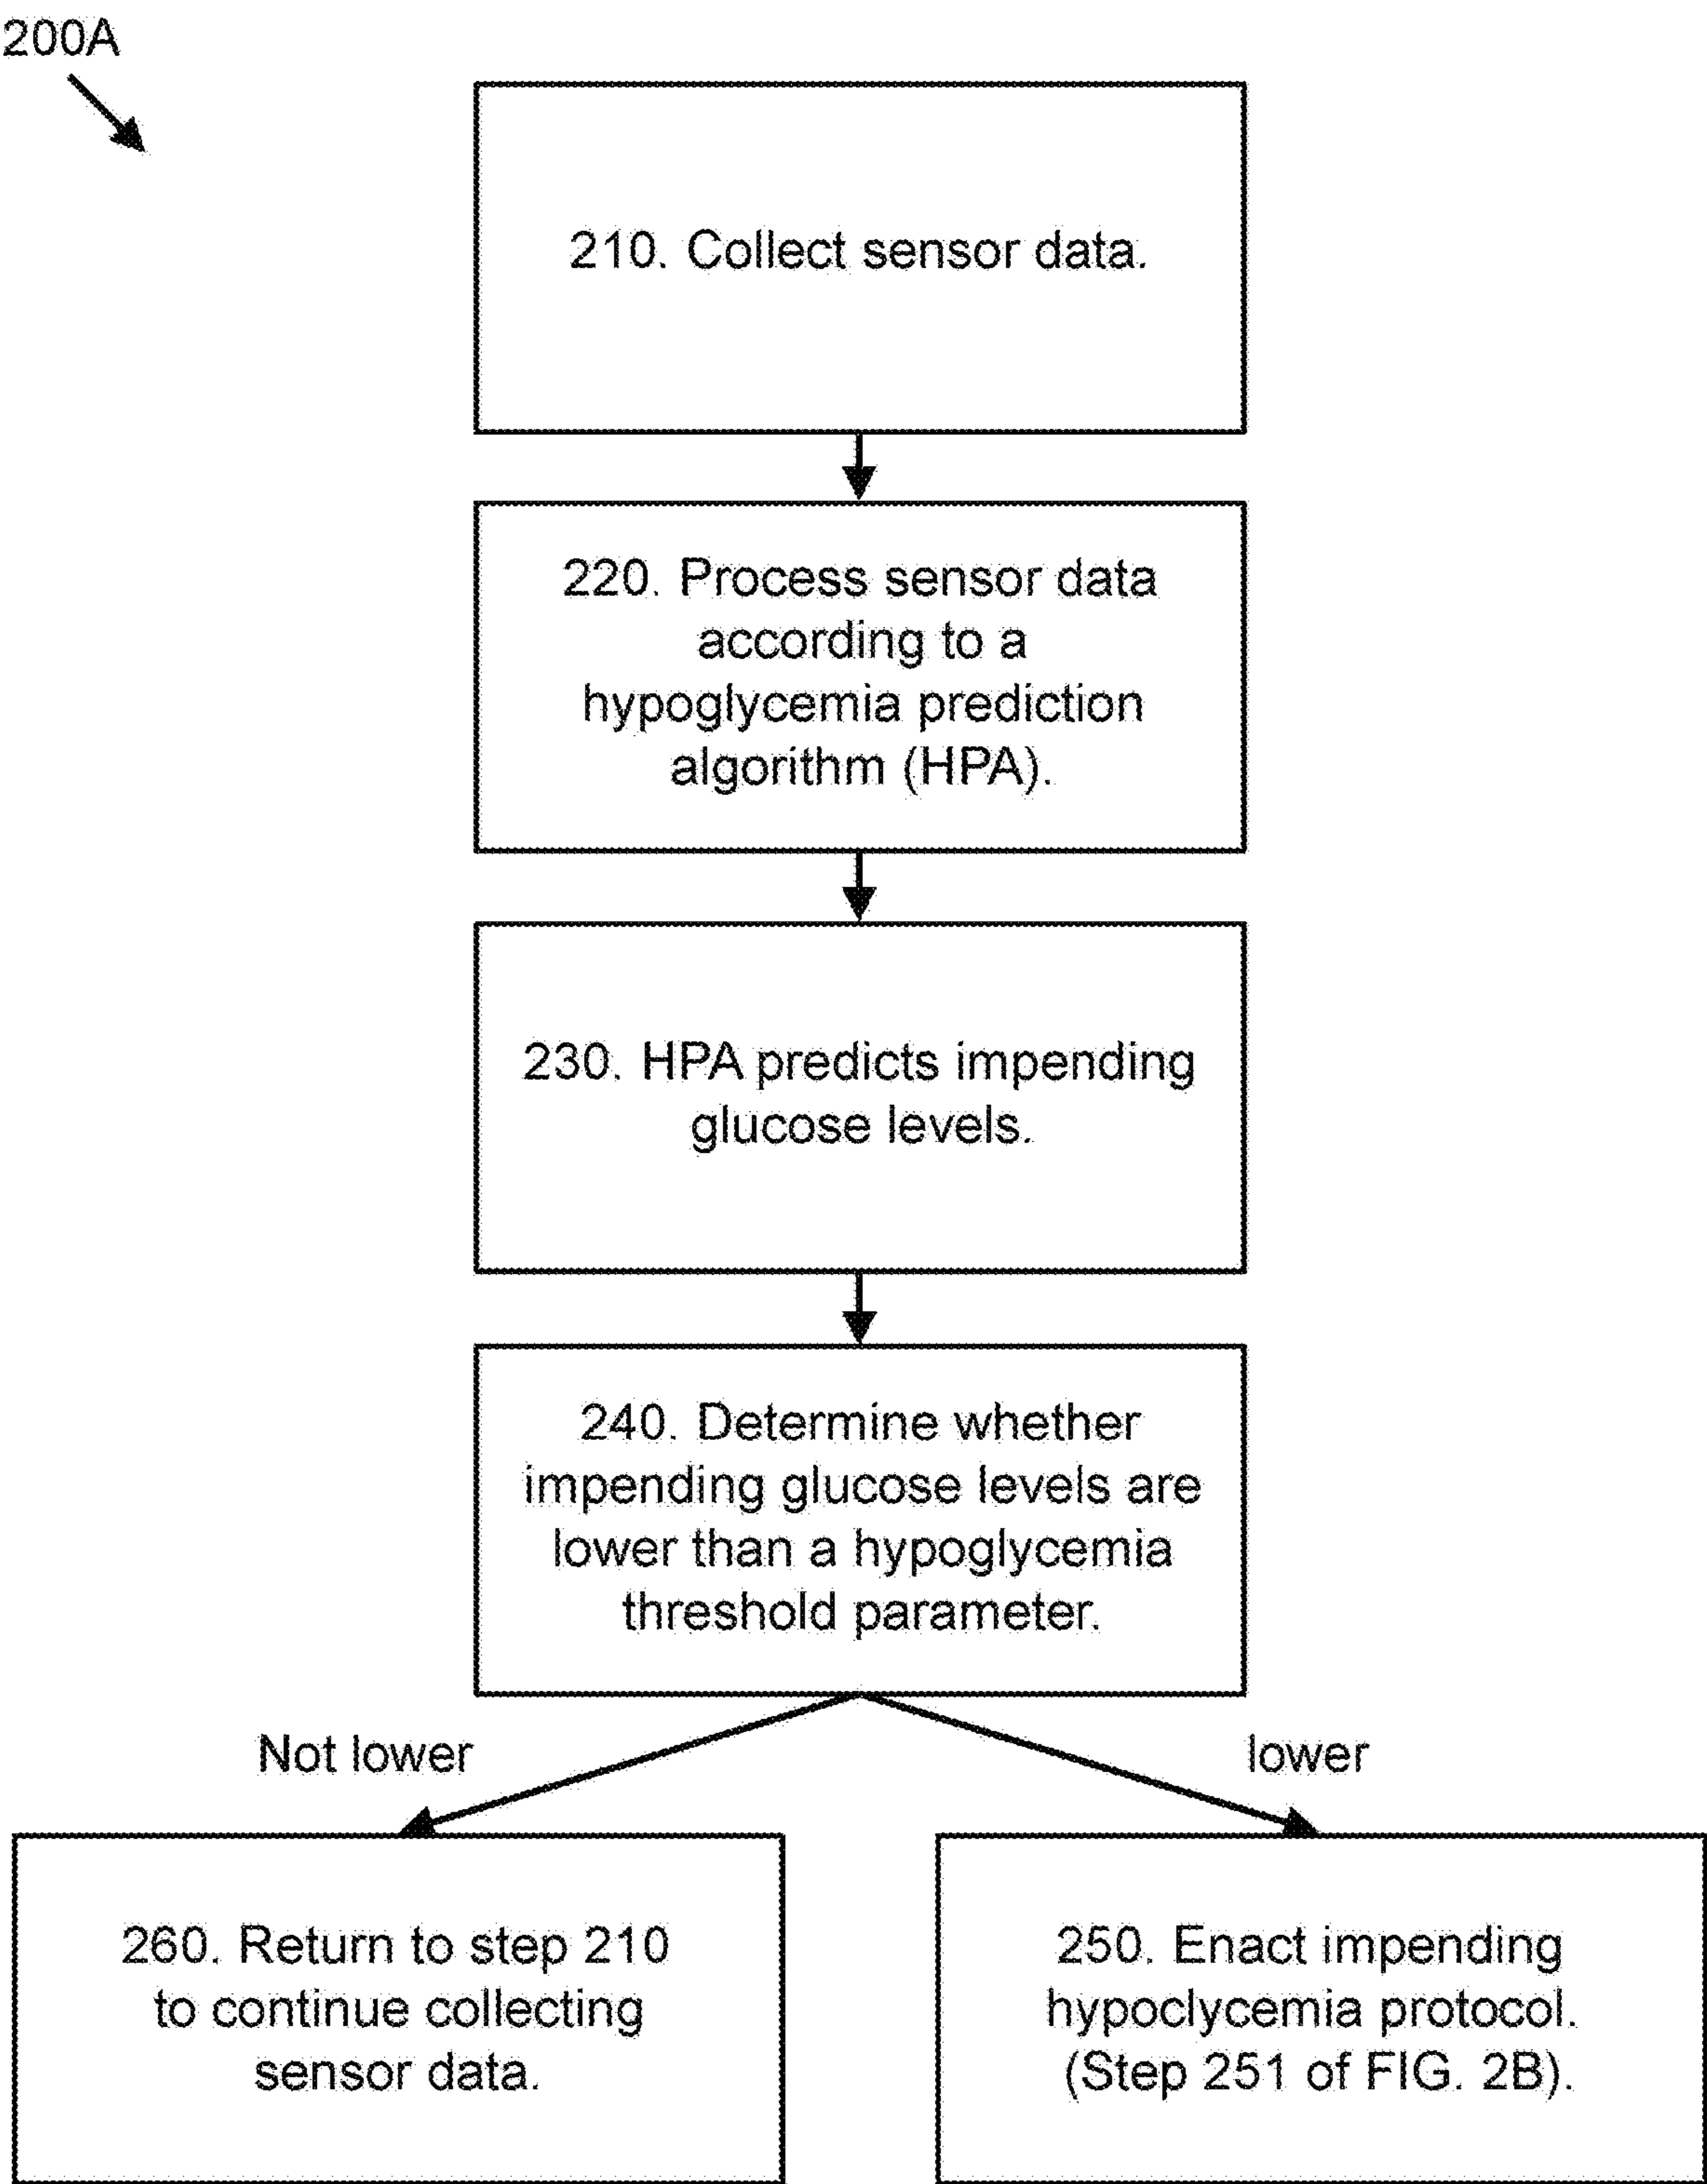 200A
210. Collect sensor data.
220. Process sensor data
according to a
hypoglycemia prediction
algorithm (HPA).
230. HPA predicts impending
glucose levels.
240. Determine whether
impending glucose levels are
lower than a hypoglycemia
threshold parameter.
Not lower
lower
260. Return to step 210
to continue collecting
sensor data.
250. Enact impending
hypoclycemia protocol.
(Step 251 of FIG. 2B).